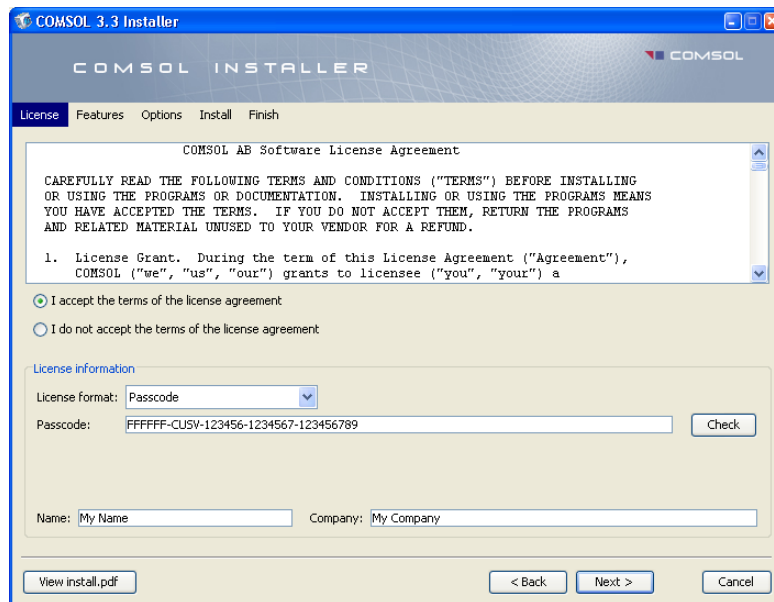 COMSOL 3.3 Installer
COMSOL INSTALLER
COMSOL
License Features Options Install Finish
COMSOL AB Software License Agreement
CAREFULLY READ THE FOLLOWING TERMS AND CONDITIONS ("TERMS") BEFORE INSTALLING
OR USING THE PROGRAMS OR DOCUMENTATION. INSTALLING OR USING THE PROGRAMS MEANS
YOU HAVE ACCEPTED THE TERMS. IF YOU DO NOT ACCEPT THEM, RETURN THE PROGRAMS
AND RELATED MATERIAL UNUSED TO YOUR VENDOR FOR A REFUND.
1. License Grant. During the term of this License Agreement ("Agreement"),
COMSOL ("we", "us", "our") grants to licensee ("you", "your") a
I accept the terms of the license agreement
I do not accept the terms of the license agreement
License information
License format: Passcode
Passcode: FFFFFF-CUSV-123456-1234567-123456789 Check
Name: My Name Company: My Company
View install.pdf < Back Next > Cancel